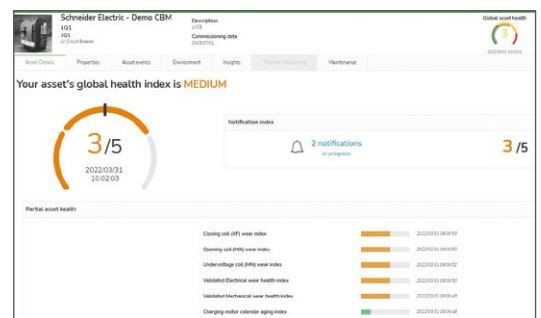 Schneider Electric - Demo CBM
1Q1
1Q1
LV Circuit Breaker
Description
LVCB
Commissioning date
Global asset health
3
Asset Details Properties Asset events Environment Insights Thermal Monitoring Maintenance
Your asset's global health index is MEDIUM
3/5
2022/03/31
10:02:03
Notification index
2 notifications
In progress
3 /5
Partial asset health
Closing coil (XF) wear index
Opening coil (MX) wear index
Undervoltage coil (MN) wear index
Validated Electrical wear health index
Validated Mechanical wear health index
Charging motor calendar aging index